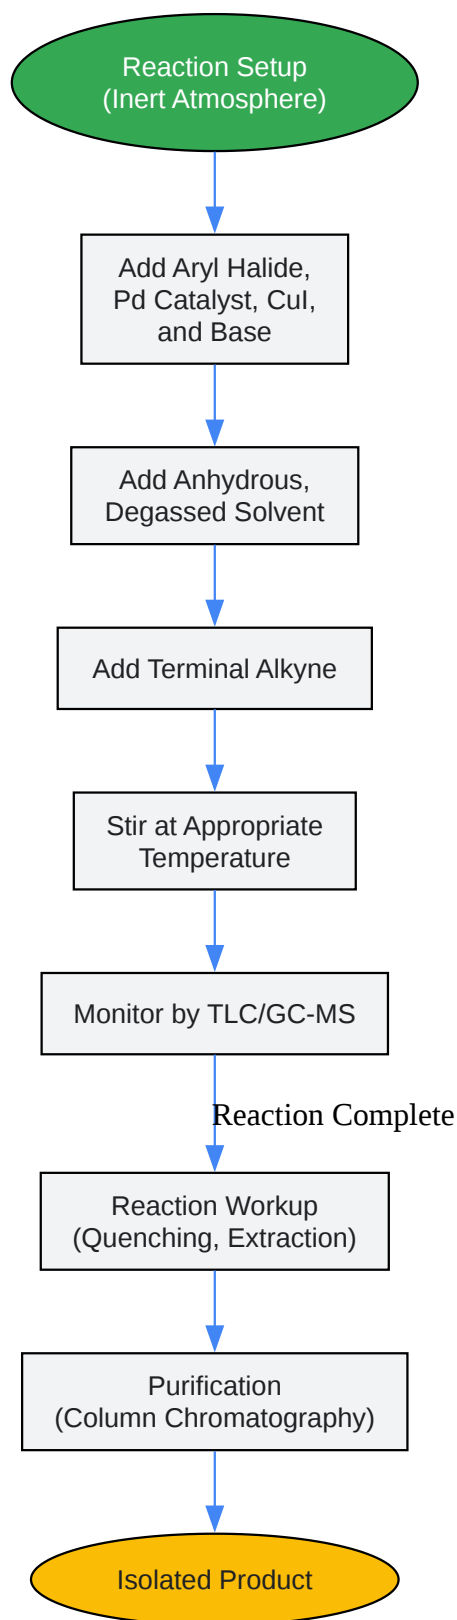 Reaction Setup
(Inert Atmosphere)
Add Aryl Halide,
Pd Catalyst, CuI,
and Base
Add Anhydrous,
Degassed Solvent
Add Terminal Alkyne
Stir at Appropriate
Temperature
Monitor by TLC/GC-MS
Reaction Complete
Reaction Workup
(Quenching, Extraction)
Purification
(Column Chromatography)
Isolated Product